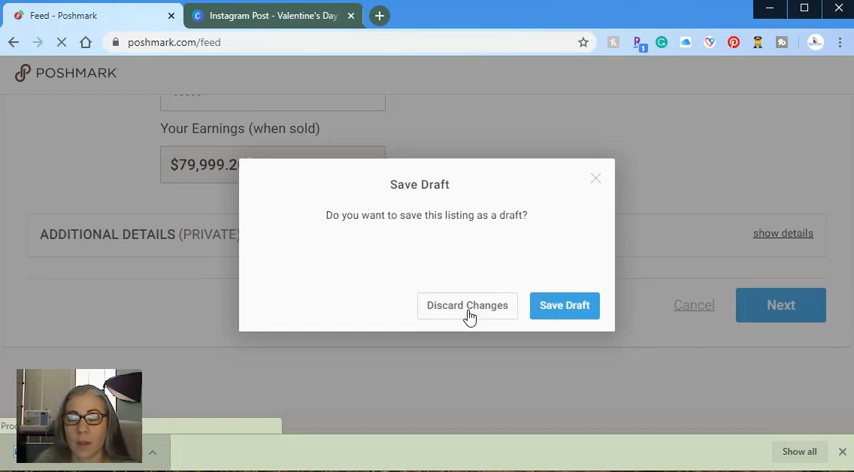 Feed - Poshmark
Instagram Post - Valentine's Day
poshmark.com/feed
1
POSHMARK
Your Earnings (when sold)
$79,999.2
Save Draft
Do you want to save this listing as a draft?
ADDITIONAL DETAILS (PRIVATE)
show details
Discard Changes
Save Draft
Cancel
Next
Show all